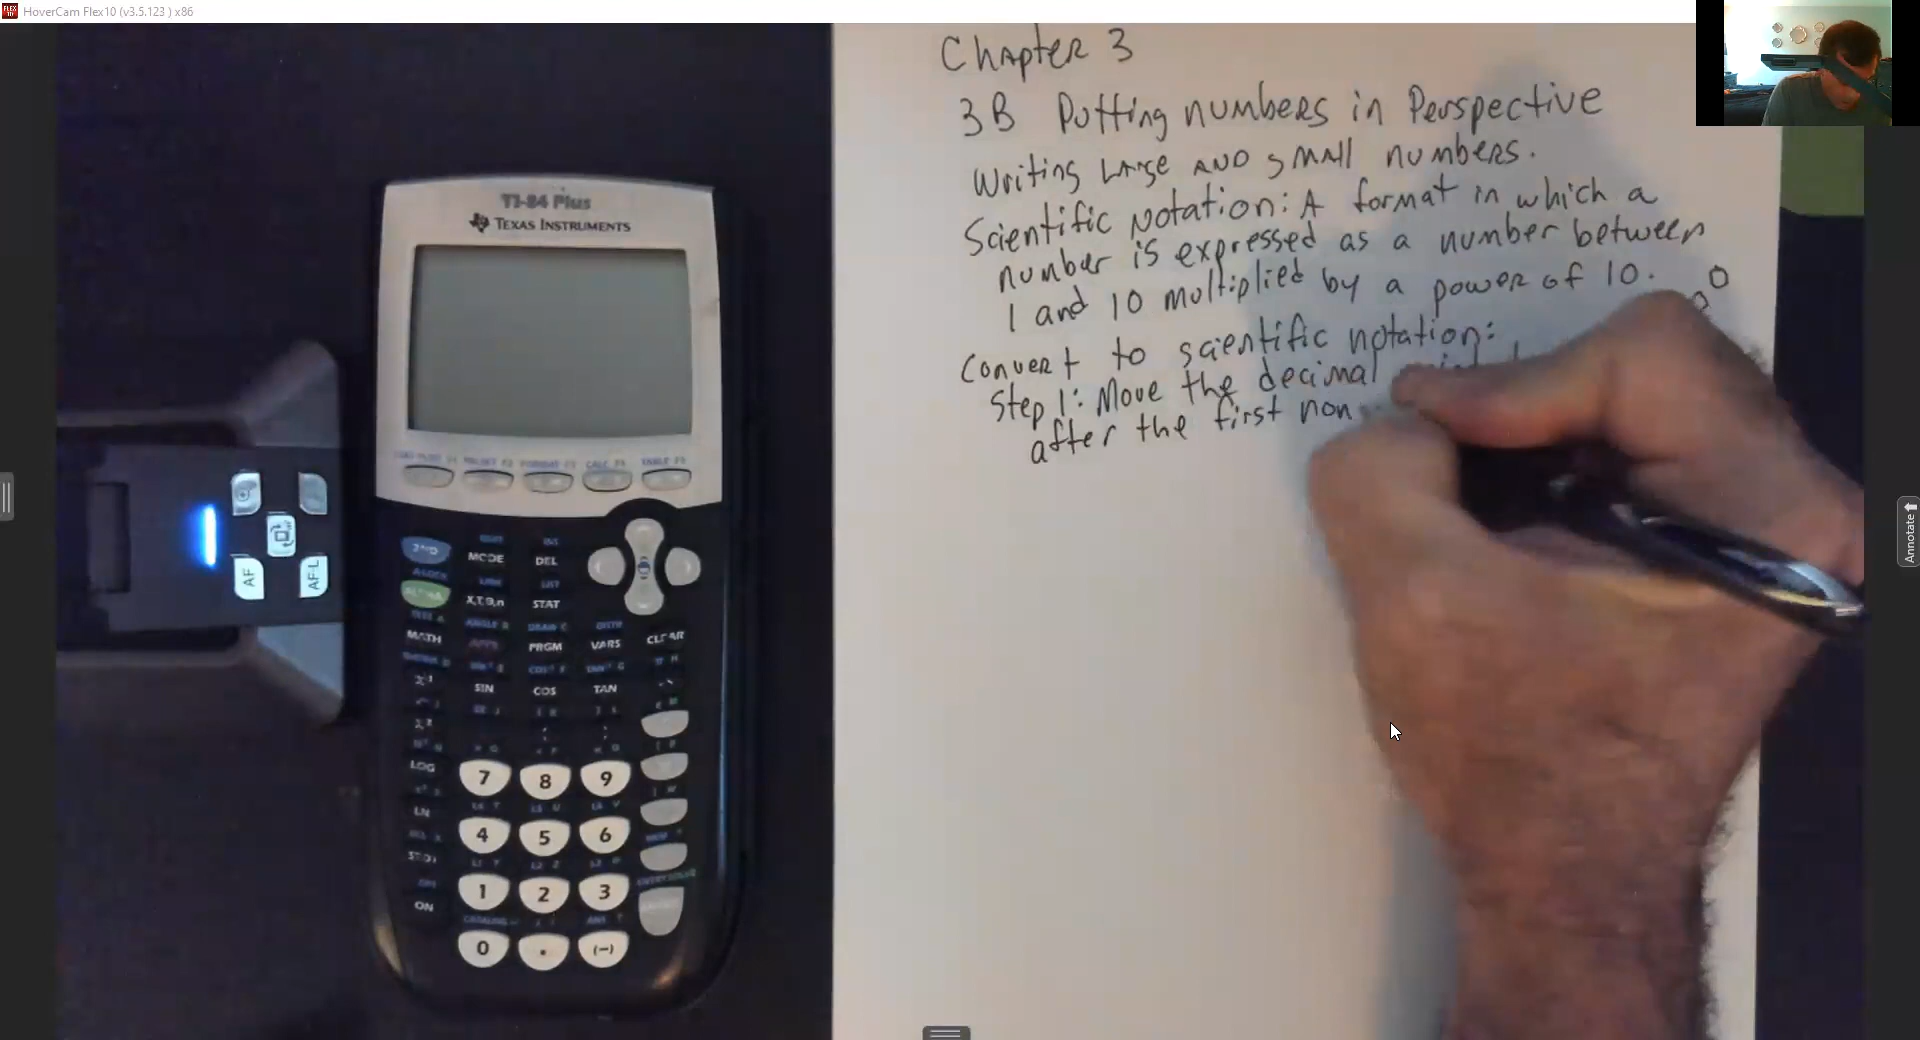 HoverCam Flex10 (v3.5.123 ) x86
Chapter 3
3B Putting numbers in Perspective
Writing Large AND small numbers.
Scientific Notation: A format in which a
number is expressed as a number between
1 and 10 multiplied by a power of 10.
Convert to scientific notation:
Step 1: Move the decimal
after the first non
TI-84 Plus
TEXAS INSTRUMENTS
2ND MODE DEL
ALPHA X,T,Θ,n STAT
MATH APPS PRGM VARS CLEAR
SIN COS TAN
LOG 7 8 9
LN 4 5 6
STO 1 2 3
ON
0 . (-)
AF AF-L
Annotate